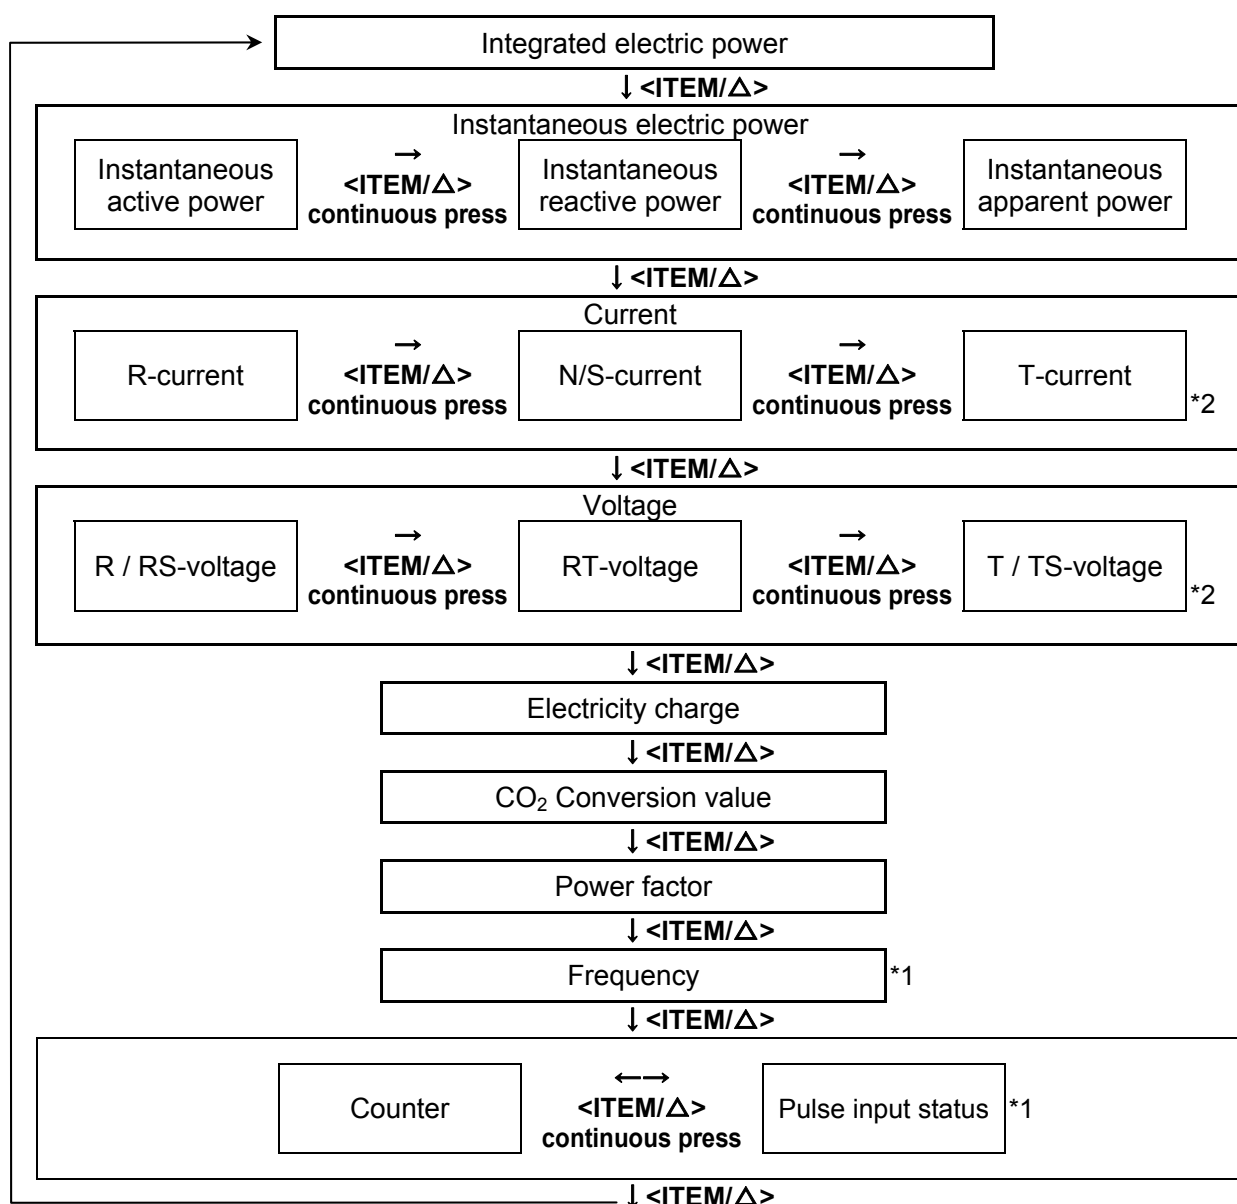 Integrated electric power
↓<ITEM/△>
Instantaneous electric power
Instantaneous
active power
→
<ITEM/△>
continuous press
Instantaneous
reactive power
→
<ITEM/△>
continuous press
Instantaneous
apparent power
↓<ITEM/△>
Current
R-current
→
<ITEM/△>
continuous press
N/S-current
→
<ITEM/△>
continuous press
T-current
*2
↓<ITEM/△>
Voltage
R / RS-voltage
→
<ITEM/△>
continuous press
RT-voltage
→
<ITEM/△>
continuous press
T / TS-voltage
*2
↓<ITEM/△>
Electricity charge
↓<ITEM/△>
CO₂ Conversion value
↓<ITEM/△>
Power factor
↓<ITEM/△>
Frequency *1
↓<ITEM/△>
Counter
←→
<ITEM/△>
continuous press
Pulse input status *1
↓<ITEM/△>